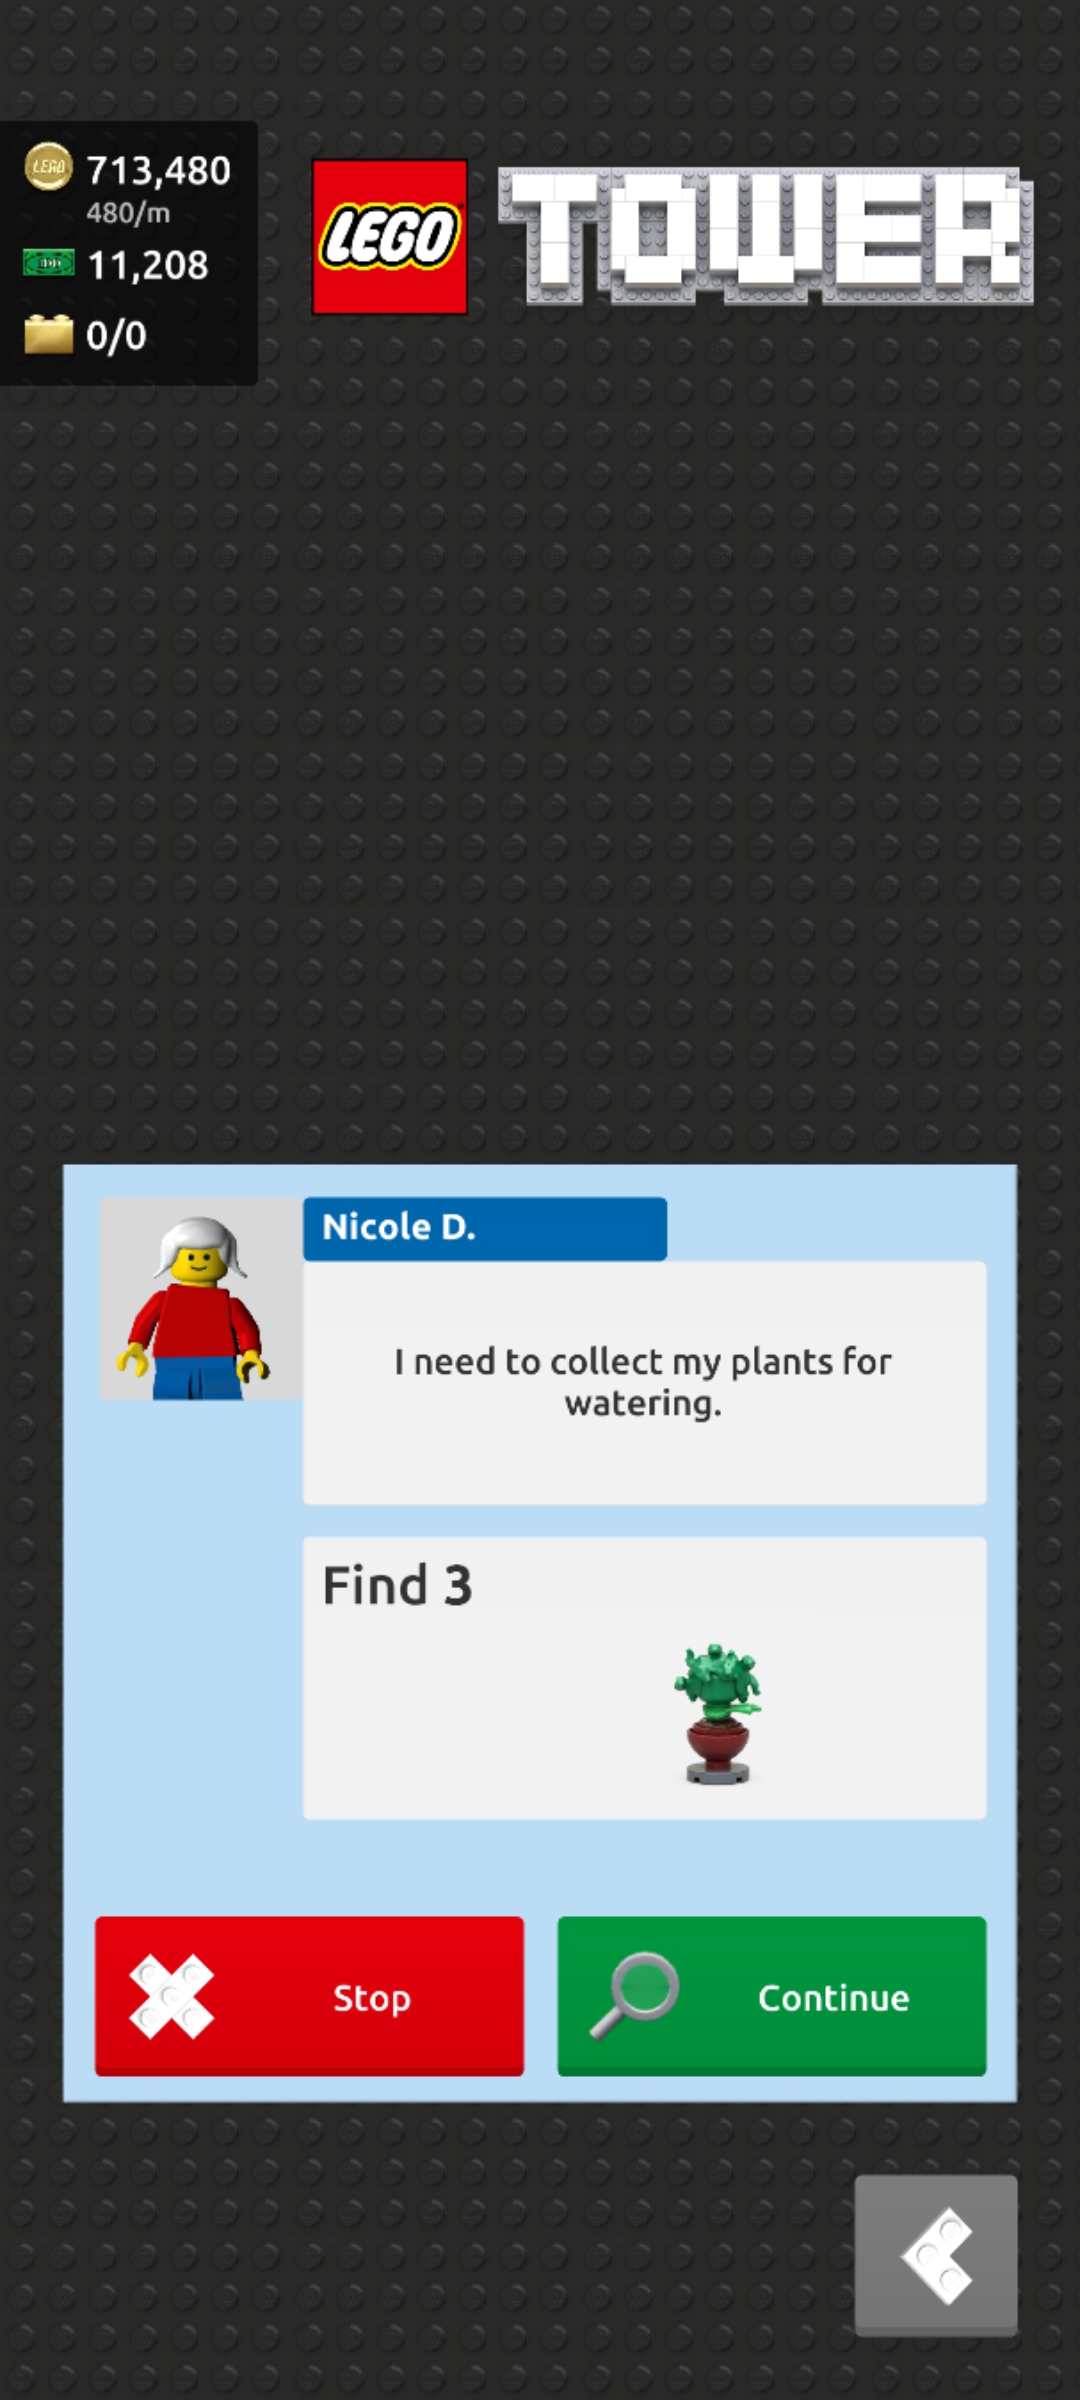 713,480
480/m
11,208
0/0
LEGO
TOWER
Nicole D.
I need to collect my plants for
watering.
Find 3
Stop
Continue